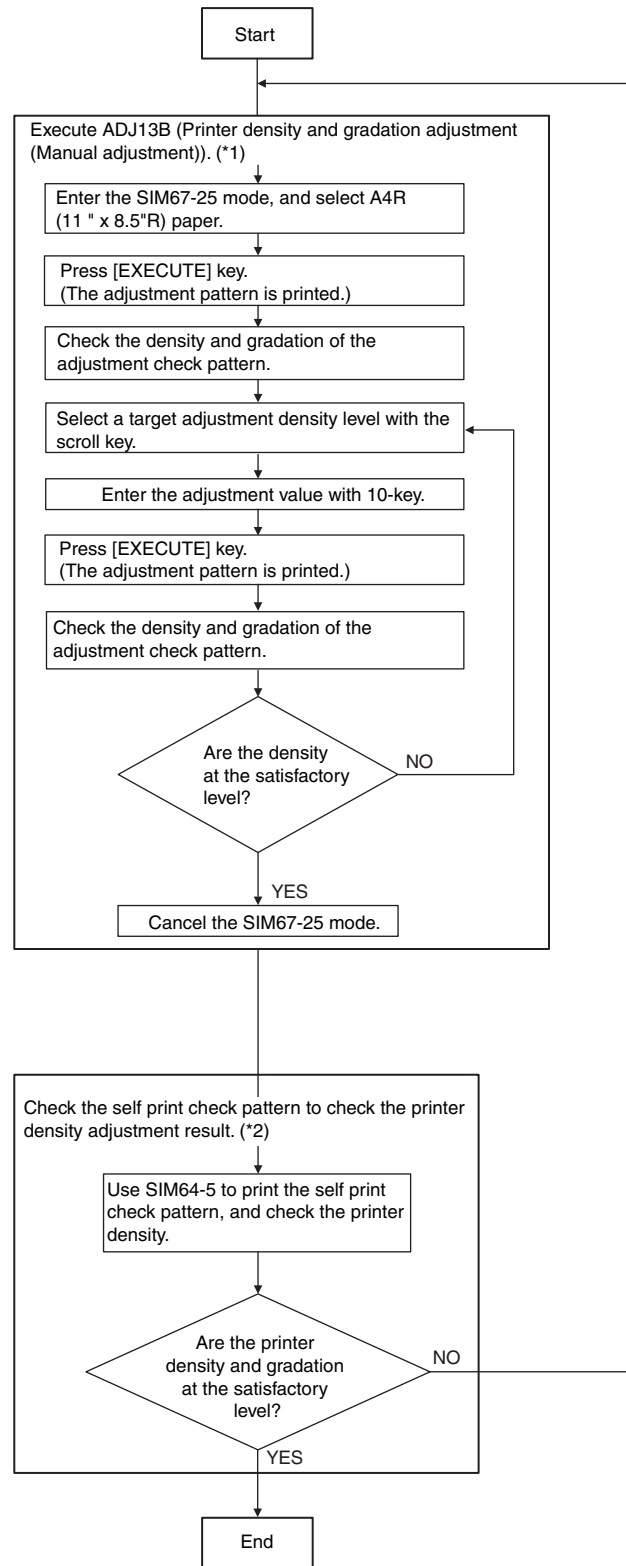 Start
Execute ADJ13B (Printer density and gradation adjustment
(Manual adjustment)). (*1)
Enter the SIM67-25 mode, and select A4R
(11 " x 8.5"R) paper.
Press [EXECUTE] key.
(The adjustment pattern is printed.)
Check the density and gradation of the
adjustment check pattern.
Select a target adjustment density level with the
scroll key.
Enter the adjustment value with 10-key.
Press [EXECUTE] key.
(The adjustment pattern is printed.)
Check the density and gradation of the
adjustment check pattern.
Are the density
at the satisfactory
level?
NO
YES
Cancel the SIM67-25 mode.
Check the self print check pattern to check the printer
density adjustment result. (*2)
Use SIM64-5 to print the self print
check pattern, and check the printer
density.
Are the printer
density and gradation
at the satisfactory
level?
NO
YES
End